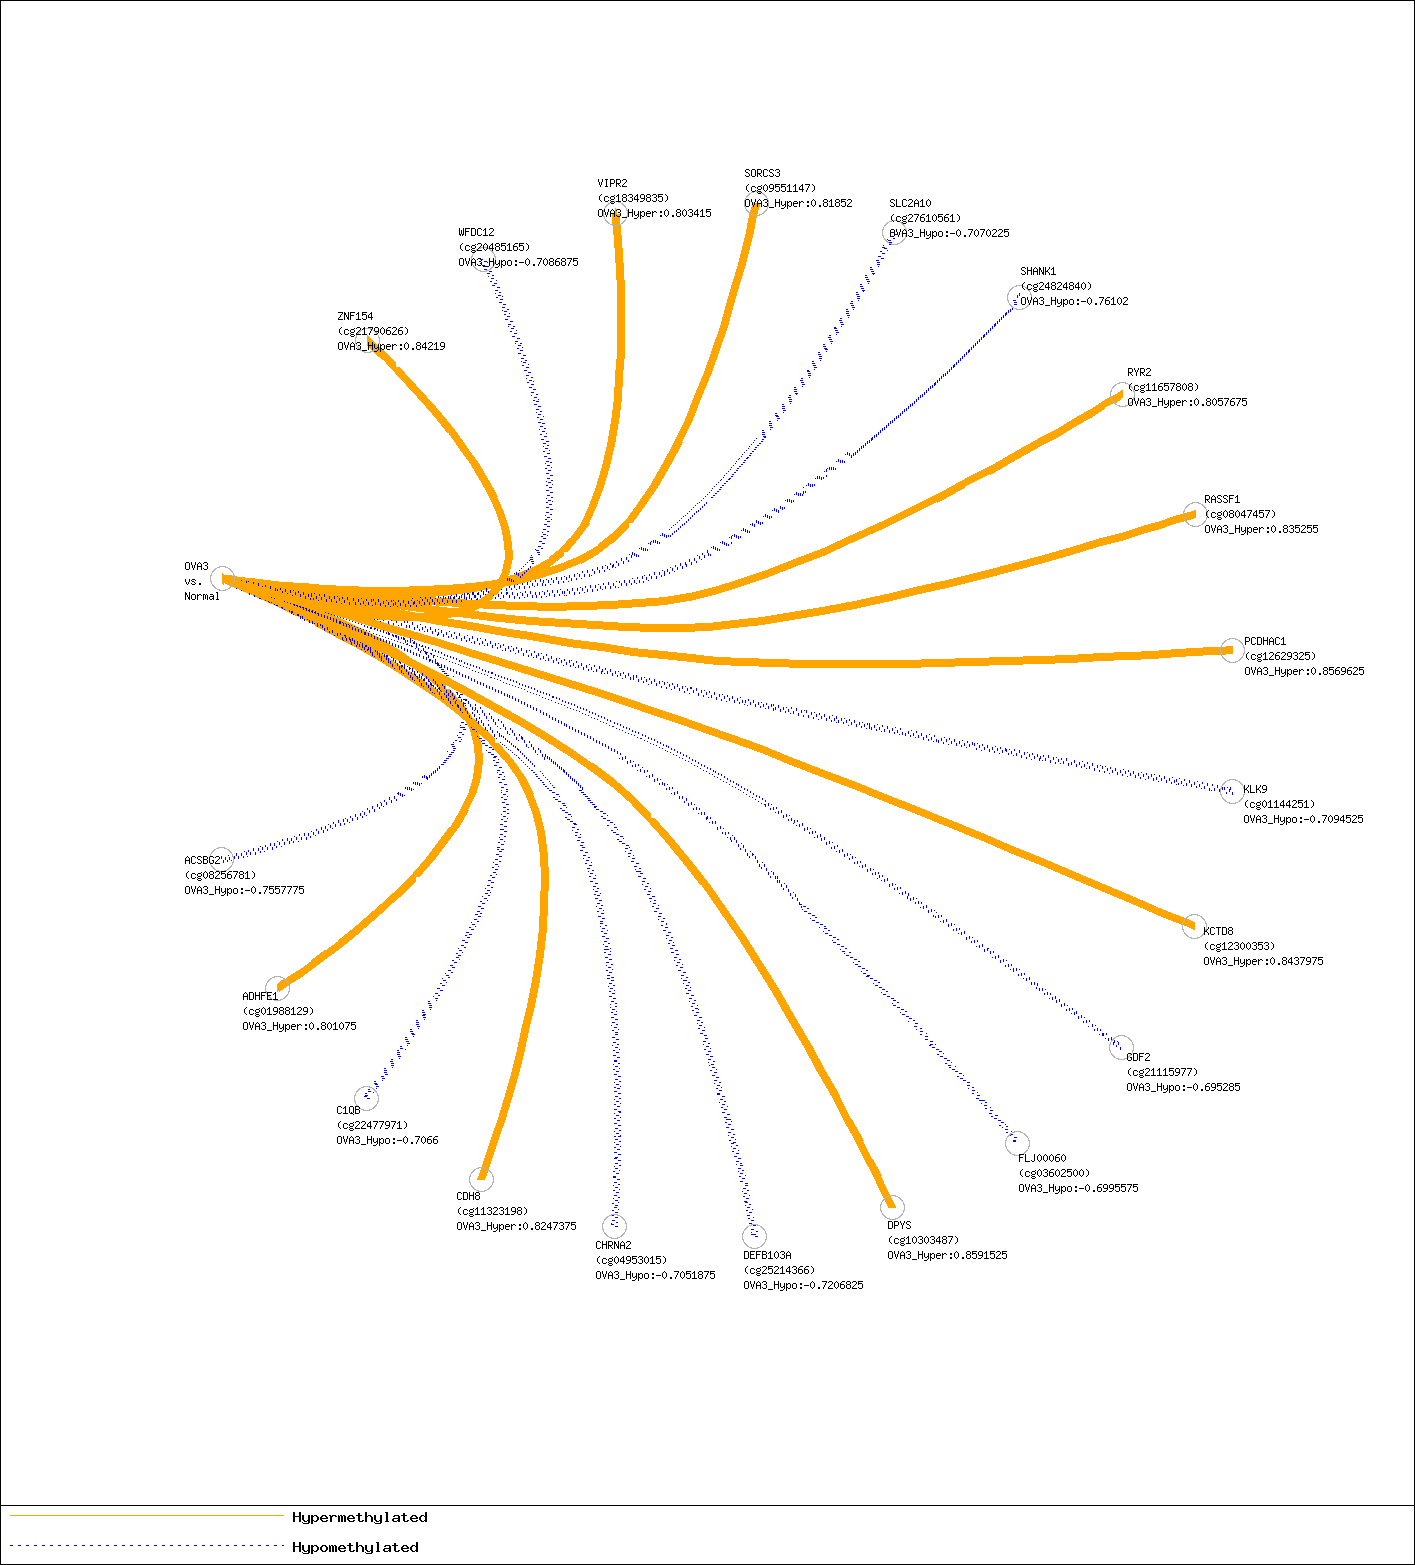 SORCS3
(cg09551147)
OVA3_Hyper:0.81852
VIPR2
(cg18349835)
OVA3_Hyper:0.803415
SLC2A10
(cg27610561)
OVA3_Hypo:-0.7070225
WFDC12
(cg20485165)
OVA3_Hypo:-0.7086875
SHANK1
(cg24824840)
OVA3_Hypo:-0.76102
ZNF154
(cg21790626)
OVA3_Hyper:0.84219
RYR2
(cg11657808)
OVA3_Hyper:0.8057675
RASSF1
(cg08047457)
OVA3_Hyper:0.835255
OVA3
vs.
Normal
PCDHAC1
(cg12629325)
OVA3_Hyper:0.8569625
KLK9
(cg01144251)
OVA3_Hypo:-0.7094525
ACSBG2
(cg08256781)
OVA3_Hypo:-0.7557775
KCTD8
(cg12300353)
OVA3_Hyper:0.8437975
ADHFE1
(cg01988129)
OVA3_Hyper:0.801075
GDF2
(cg21115977)
OVA3_Hypo:-0.695285
C1QB
(cg22477971)
OVA3_Hypo:-0.7066
FLJ00060
(cg03602500)
OVA3_Hypo:-0.6995575
CDH8
(cg11323198)
OVA3_Hyper:0.8247375
DPYS
(cg10303487)
OVA3_Hyper:0.8591525
CHRNA2
(cg04953015)
OVA3_Hypo:-0.7051875
DEFB103A
(cg25214366)
OVA3_Hypo:-0.7206825
Hypermethylated
Hypomethylated